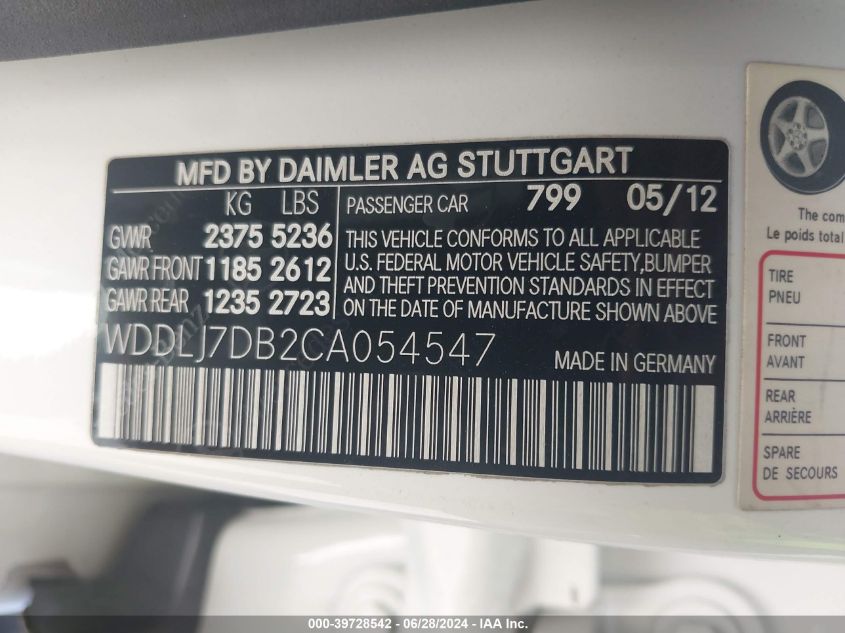 MFD BY DAIMLER AG STUTTGART
KG LBS
GVWR 2375 5236
GAWR FRONT 1185 2612
GAWR REAR 1235 2723
PASSENGER CAR 799 05/12
THIS VEHICLE CONFORMS TO ALL APPLICABLE
U.S. FEDERAL MOTOR VEHICLE SAFETY,BUMPER
AND THEFT PREVENTION STANDARDS IN EFFECT
ON THE DATE OF MANUFACTURE SHOWN ABOVE
WDDLJ7DB2CA054547
MADE IN GERMANY
The com
Le poids total
TIRE
PNEU
FRONT
AVANT
REAR
ARRIÈRE
SPARE
DE SECOURS
000-39728542 - 06/28/2024 - IAA Inc.